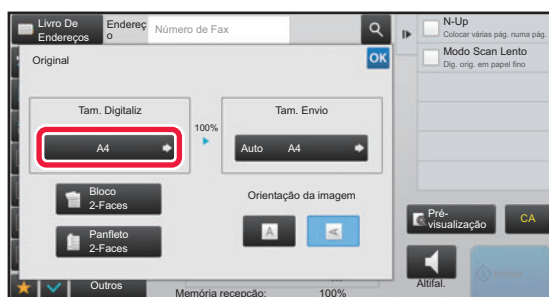 Livro De
Endereços
Endereç
o
Número de Fax
N-Up
Colocar várias pág. numa pág.
Modo Scan Lento
Dig. orig. em papel fino
Original
OK
Tam. Digitaliz
100%
Tam. Envio
A4
Auto A4
Bloco
2-Faces
Orientação da imagem
Panfleto
2-Faces
A
A
Pré-
visualização
CA
Altifal.
Iniciar
Outros
Memória recepção: 100%